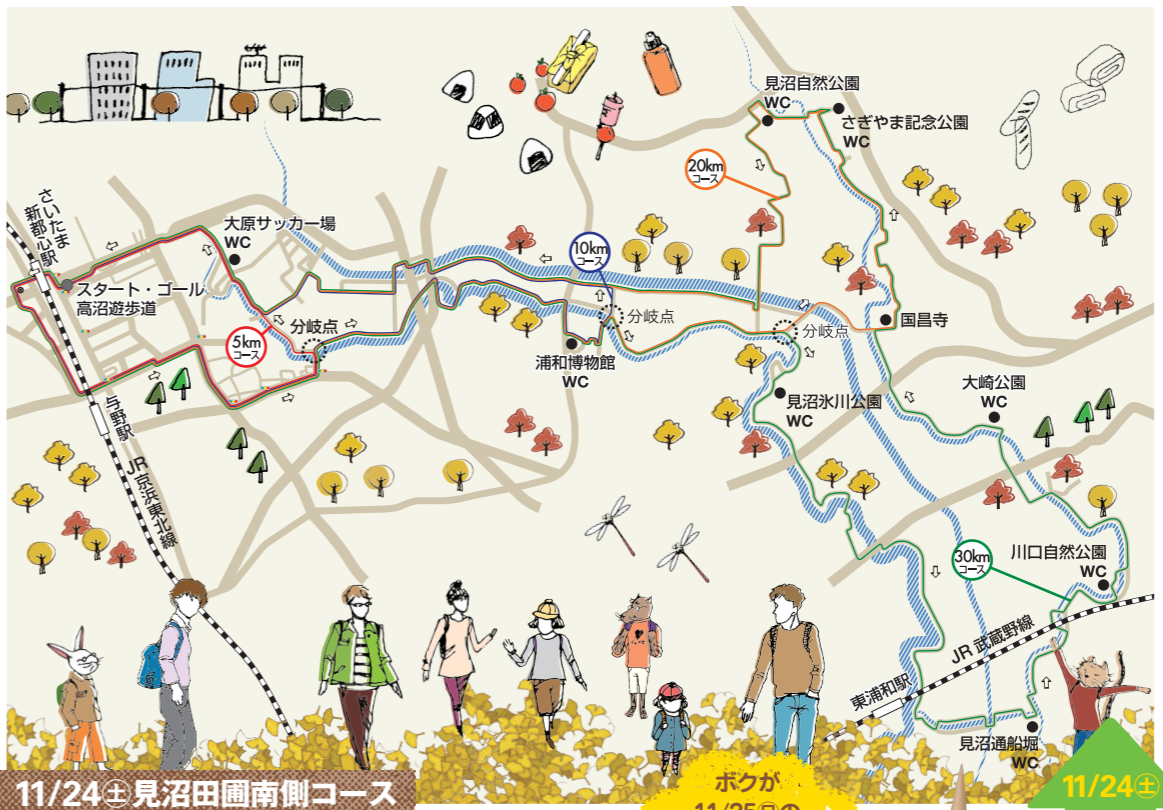 見沼自然公園
WC
さぎやま記念公園
WC
20km
コース
さいたま
新都心駅
大原サッカー場
WC
10km
コース
スタート・ゴール
高沼遊歩道
5km
コース
分岐点
分岐点
分岐点
国昌寺
浦和博物館
WC
見沼氷川公園
WC
大崎公園
WC
与野駅
JR京浜東北線
30km
コース
川口自然公園
WC
JR武蔵野線
東浦和駅
見沼通船堀
WC
11/24㊏見沼田圃南側コース
ボクが
11/25㊐の
11/24㊏